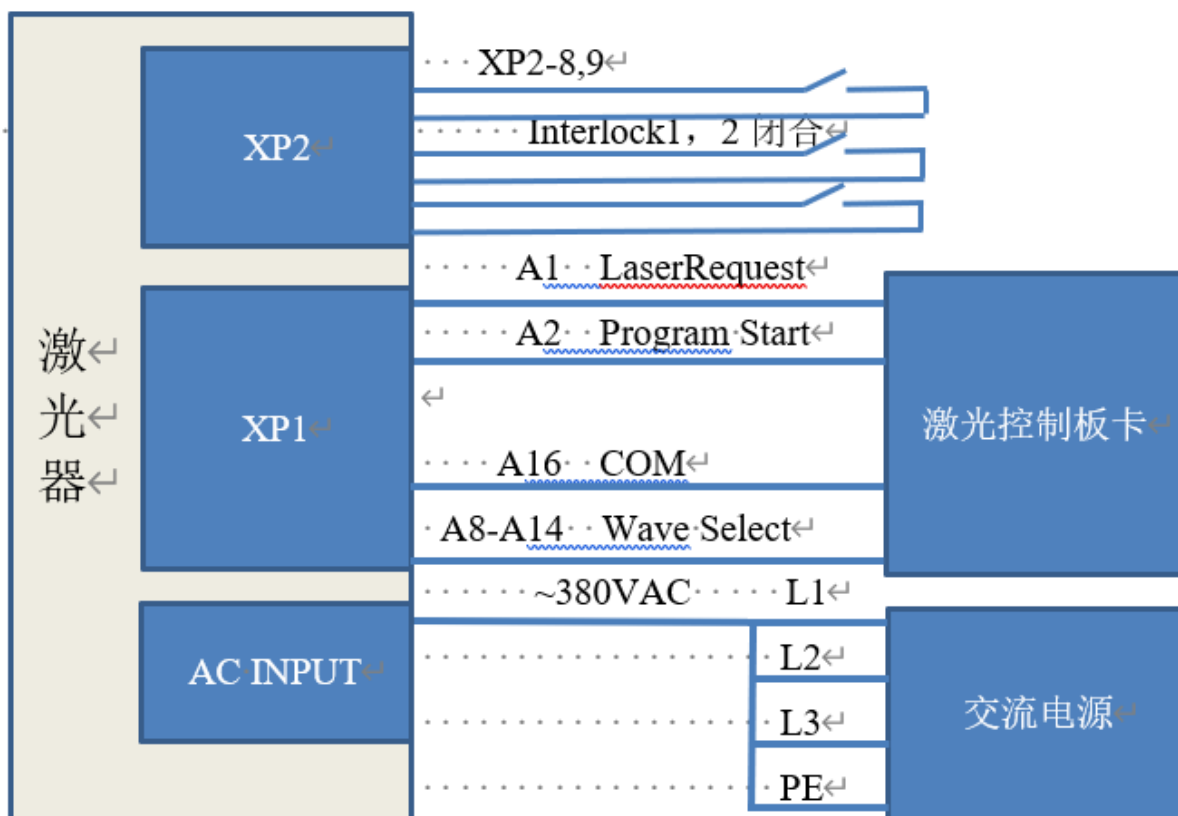 XP2-8,9
XP2
Interlock1，2 闭合
A1 LaserRequest
A2 Program Start
激
光
器
XP1
激光控制板卡
A16 COM
A8-A14 Wave Select
~380VAC L1
AC INPUT
L2
L3
交流电源
PE